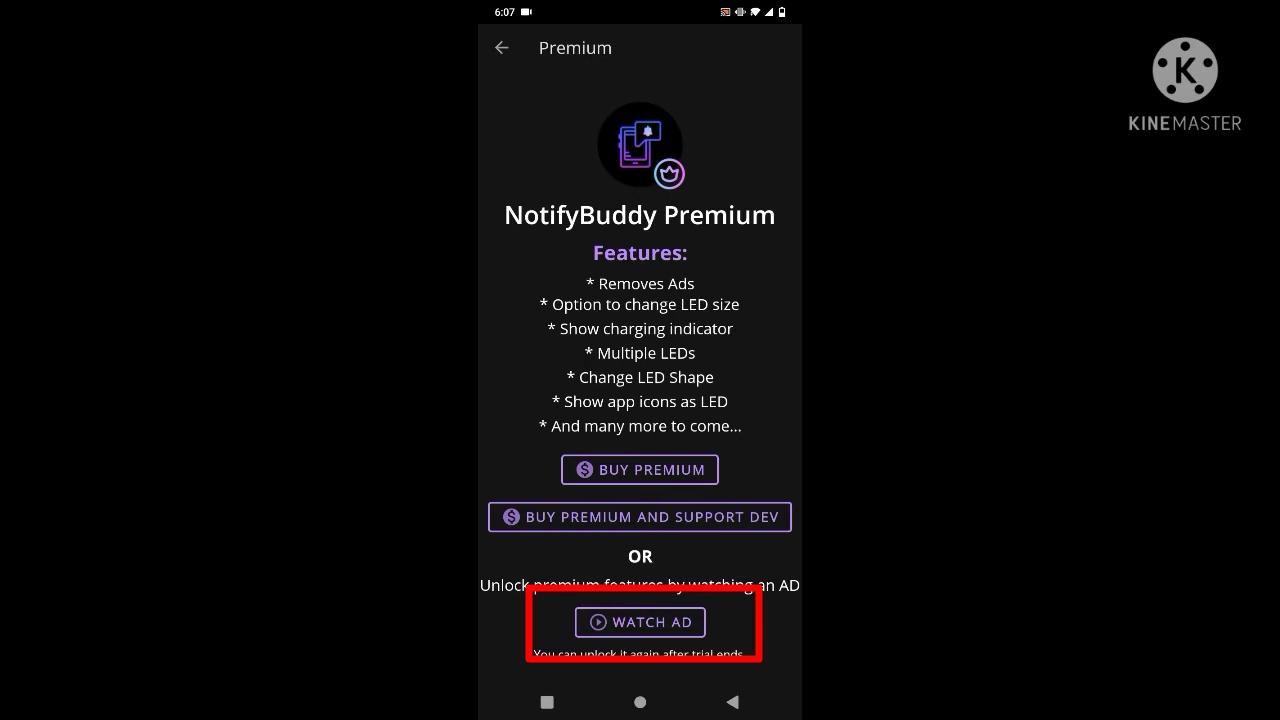 6:07
Premium
KINEMASTER
NotifyBuddy Premium
Features:
* Removes Ads
* Option to change LED size
* Show charging indicator
* Multiple LEDs
* Change LED Shape
* Show app icons as LED
* And many more to come...
BUY PREMIUM
BUY PREMIUM AND SUPPORT DEV
OR
Unlock premium features by watching an AD
WATCH AD
You can unlock it again after trial ends